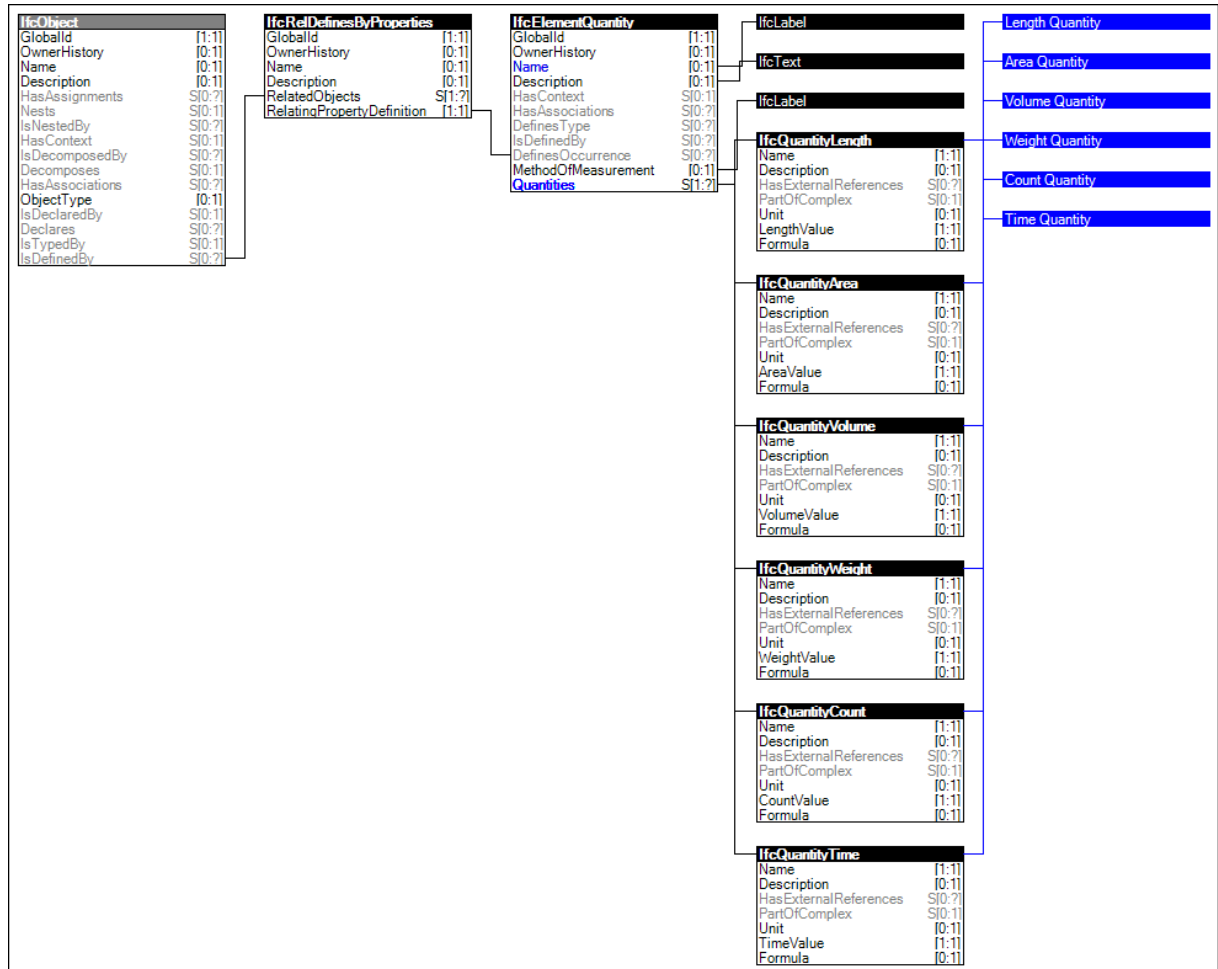 IfcObject
GlobalId [1:1]
OwnerHistory [0:1]
Name [0:1]
Description [0:1]
HasAssignments S[0:?]
Nests S[0:1]
IsNestedBy S[0:?]
HasContext S[0:1]
IsDecomposedBy S[0:?]
Decomposes S[0:1]
HasAssociations S[0:?]
ObjectType [0:1]
IsDeclaredBy S[0:1]
Declares S[0:?]
IsTypedBy S[0:1]
IsDefinedBy S[0:?]
IfcRelDefinesByProperties
GlobalId [1:1]
OwnerHistory [0:1]
Name [0:1]
Description [0:1]
RelatedObjects S[1:?]
RelatingPropertyDefinition [1:1]
IfcElementQuantity
GlobalId [1:1]
OwnerHistory [0:1]
Name [0:1]
Description [0:1]
HasContext S[0:1]
HasAssociations S[0:?]
DefinesType S[0:?]
IsDefinedBy S[0:?]
DefinesOccurrence S[0:?]
MethodOfMeasurement [0:1]
Quantities S[1:?]
IfcLabel
IfcText
IfcLabel
IfcQuantityLength
Name [1:1]
Description [0:1]
HasExternalReferences S[0:?]
PartOfComplex S[0:1]
Unit [0:1]
LengthValue [1:1]
Formula [0:1]
IfcQuantityArea
Name [1:1]
Description [0:1]
HasExternalReferences S[0:?]
PartOfComplex S[0:1]
Unit [0:1]
AreaValue [1:1]
Formula [0:1]
IfcQuantityVolume
Name [1:1]
Description [0:1]
HasExternalReferences S[0:?]
PartOfComplex S[0:1]
Unit [0:1]
VolumeValue [1:1]
Formula [0:1]
IfcQuantityWeight
Name [1:1]
Description [0:1]
HasExternalReferences S[0:?]
PartOfComplex S[0:1]
Unit [0:1]
WeightValue [1:1]
Formula [0:1]
IfcQuantityCount
Name [1:1]
Description [0:1]
HasExternalReferences S[0:?]
PartOfComplex S[0:1]
Unit [0:1]
CountValue [1:1]
Formula [0:1]
IfcQuantityTime
Name [1:1]
Description [0:1]
HasExternalReferences S[0:?]
PartOfComplex S[0:1]
Unit [0:1]
TimeValue [1:1]
Formula [0:1]
Length Quantity
Area Quantity
Volume Quantity
Weight Quantity
Count Quantity
Time Quantity